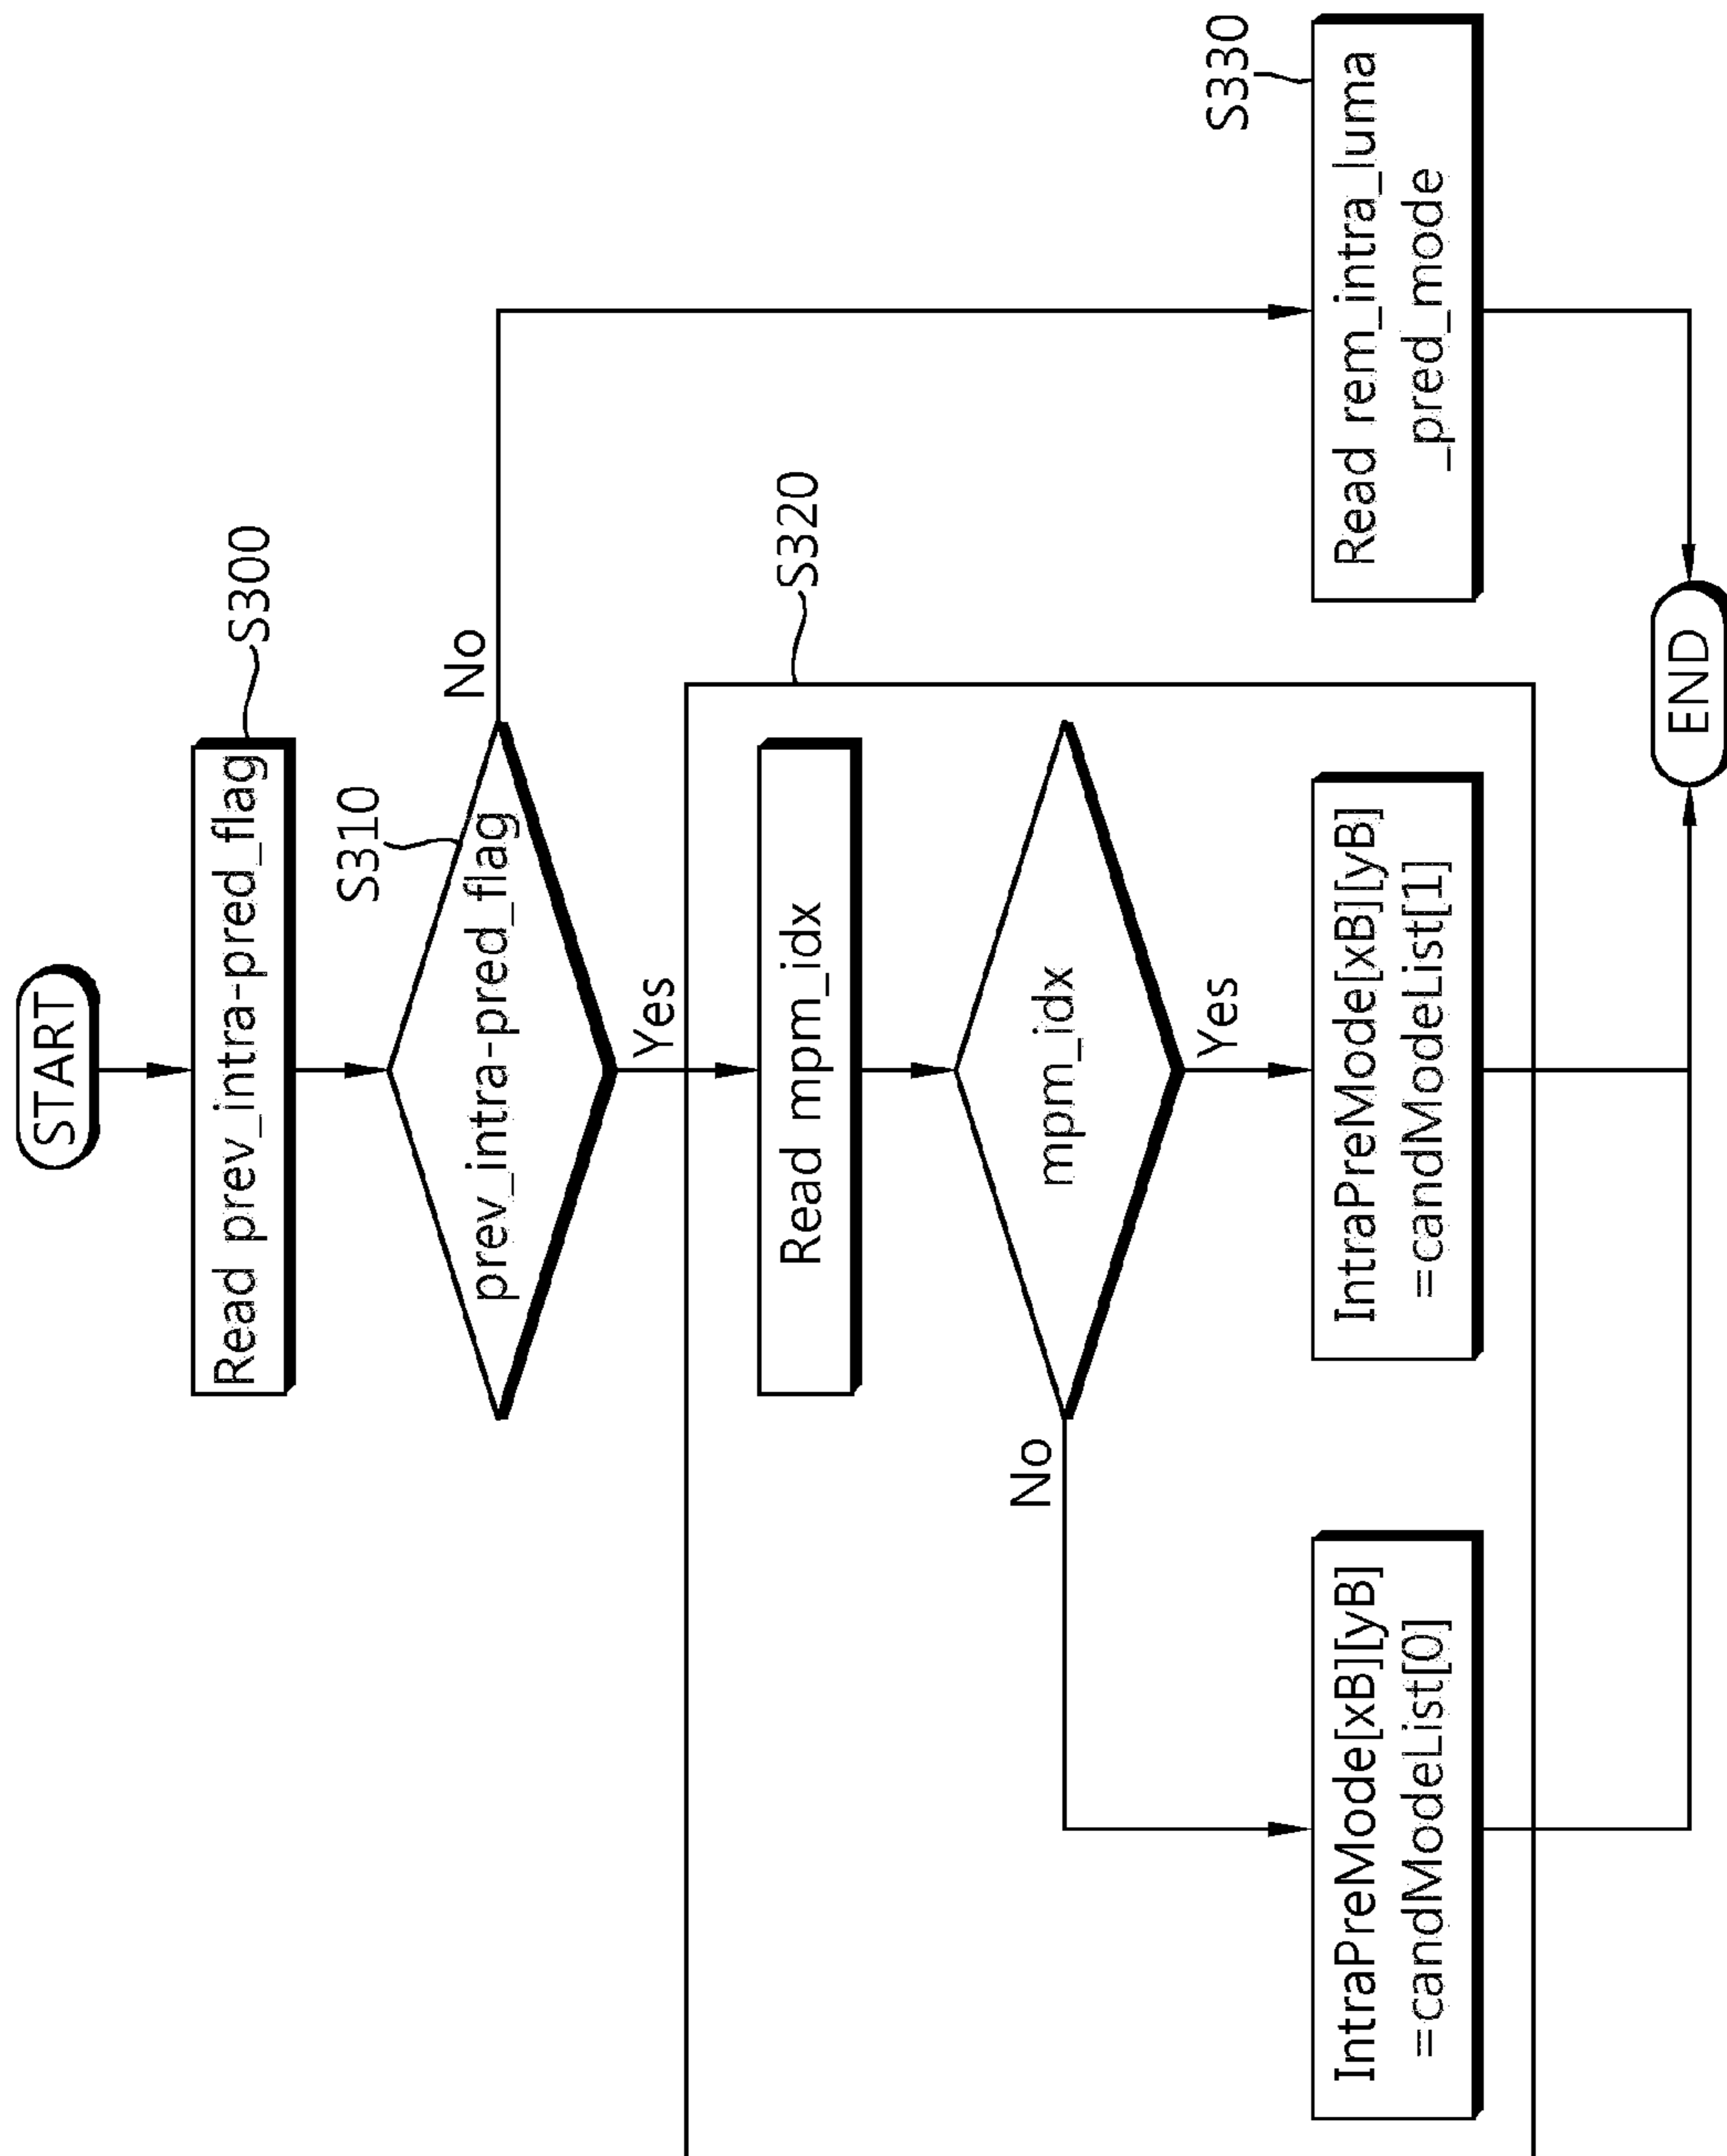 START
Read prev_intra-pred_flag
S300
S310
prev_intra-pred_flag
No
Yes
S320
Read mpm_idx
mpm_idx
No
Yes
IntraPreMode[xB][yB]
=candModeList[0]
IntraPreMode[xB][yB]
=candModeList[1]
S330
Read rem_intra_luma
_pred_mode
END